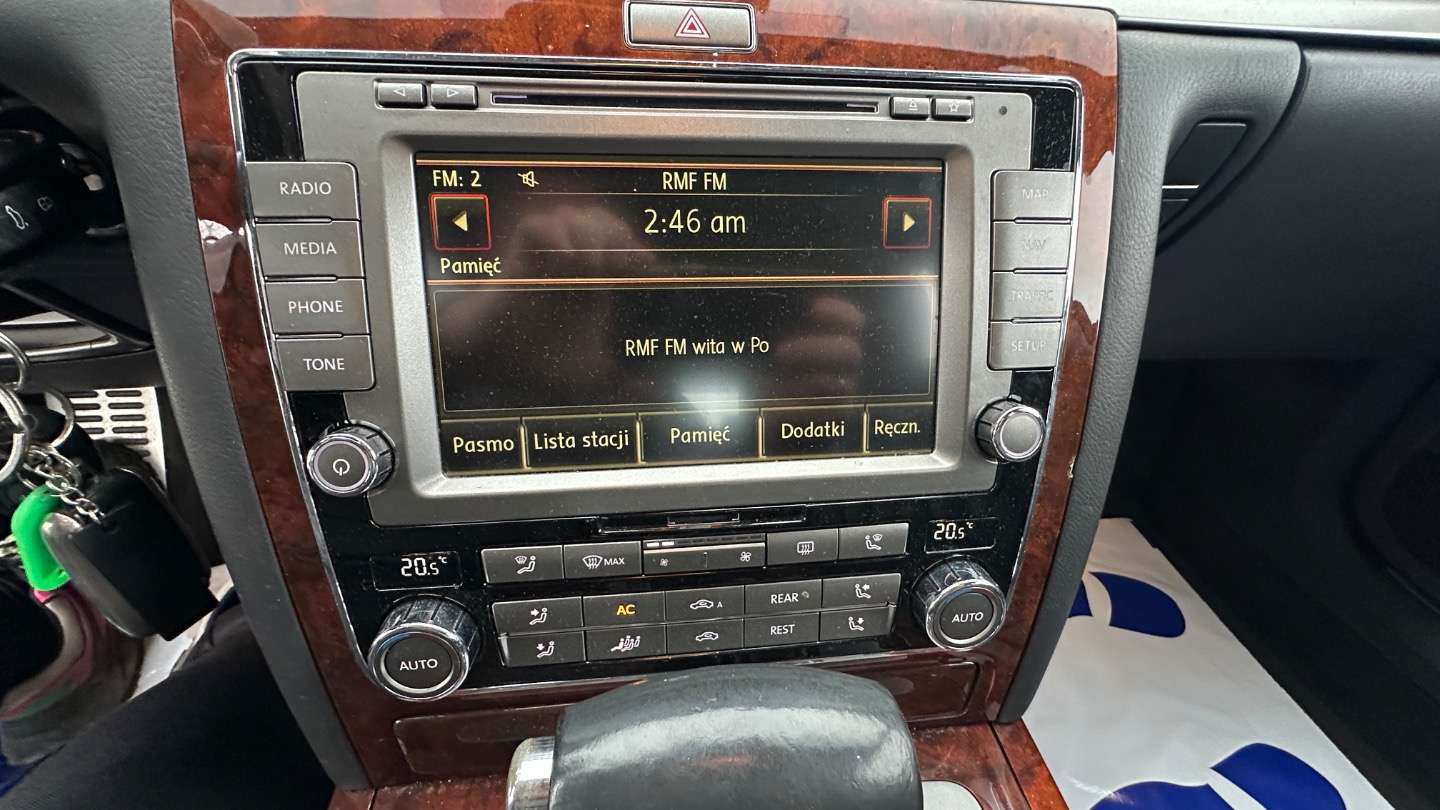 FM: 2
RMF FM
2:46 am
Pamięć
RMF FM wita w Po
Pasmo
Lista stacji
Pamięć
Dodatki
Ręczn.
RADIO
MEDIA
PHONE
TONE
MAP
NAV
TRAFFIC
SETUP
20.5°C
20.5°C
MAX
AC
A
REAR
REST
AUTO
AUTO